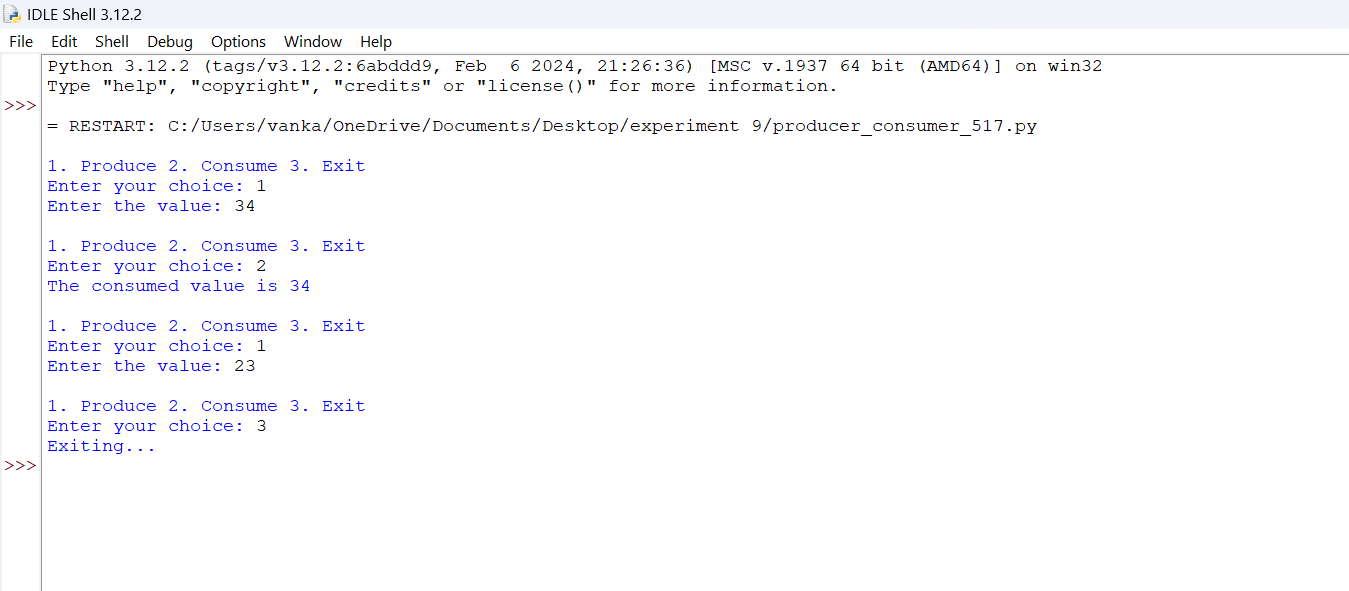 IDLE Shell 3.12.2
File Edit Shell Debug Options Window Help
Python 3.12.2 (tags/v3.12.2:6abddd9, Feb  6 2024, 21:26:36) [MSC v.1937 64 bit (AMD64)] on win32
Type "help", "copyright", "credits" or "license()" for more information.
>>>
= RESTART: C:/Users/vanka/OneDrive/Documents/Desktop/experiment 9/producer_consumer_517.py
1. Produce 2. Consume 3. Exit
Enter your choice: 1
Enter the value: 34
1. Produce 2. Consume 3. Exit
Enter your choice: 2
The consumed value is 34
1. Produce 2. Consume 3. Exit
Enter your choice: 1
Enter the value: 23
1. Produce 2. Consume 3. Exit
Enter your choice: 3
Exiting...
>>>